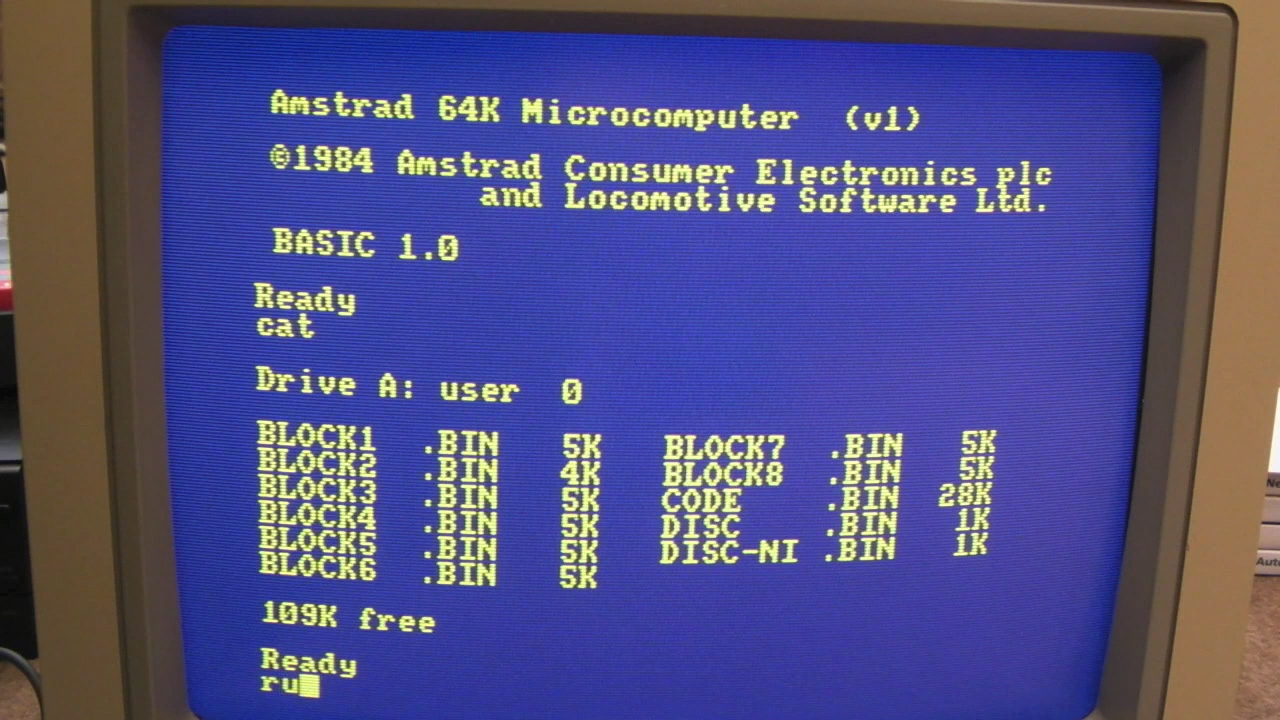 Amstrad 64K Microcomputer (v1)
©1984 Amstrad Consumer Electronics plc
and Locomotive Software Ltd.
BASIC 1.0
Ready
cat
Drive A: user 0
BLOCK1 .BIN 5K BLOCK7 .BIN 5K
BLOCK2 .BIN 4K BLOCK8 .BIN 5K
BLOCK3 .BIN 5K CODE .BIN 28K
BLOCK4 .BIN 5K DISC .BIN 1K
BLOCK5 .BIN 5K DISC-NI .BIN 1K
BLOCK6 .BIN 5K
109K free
Ready
ru